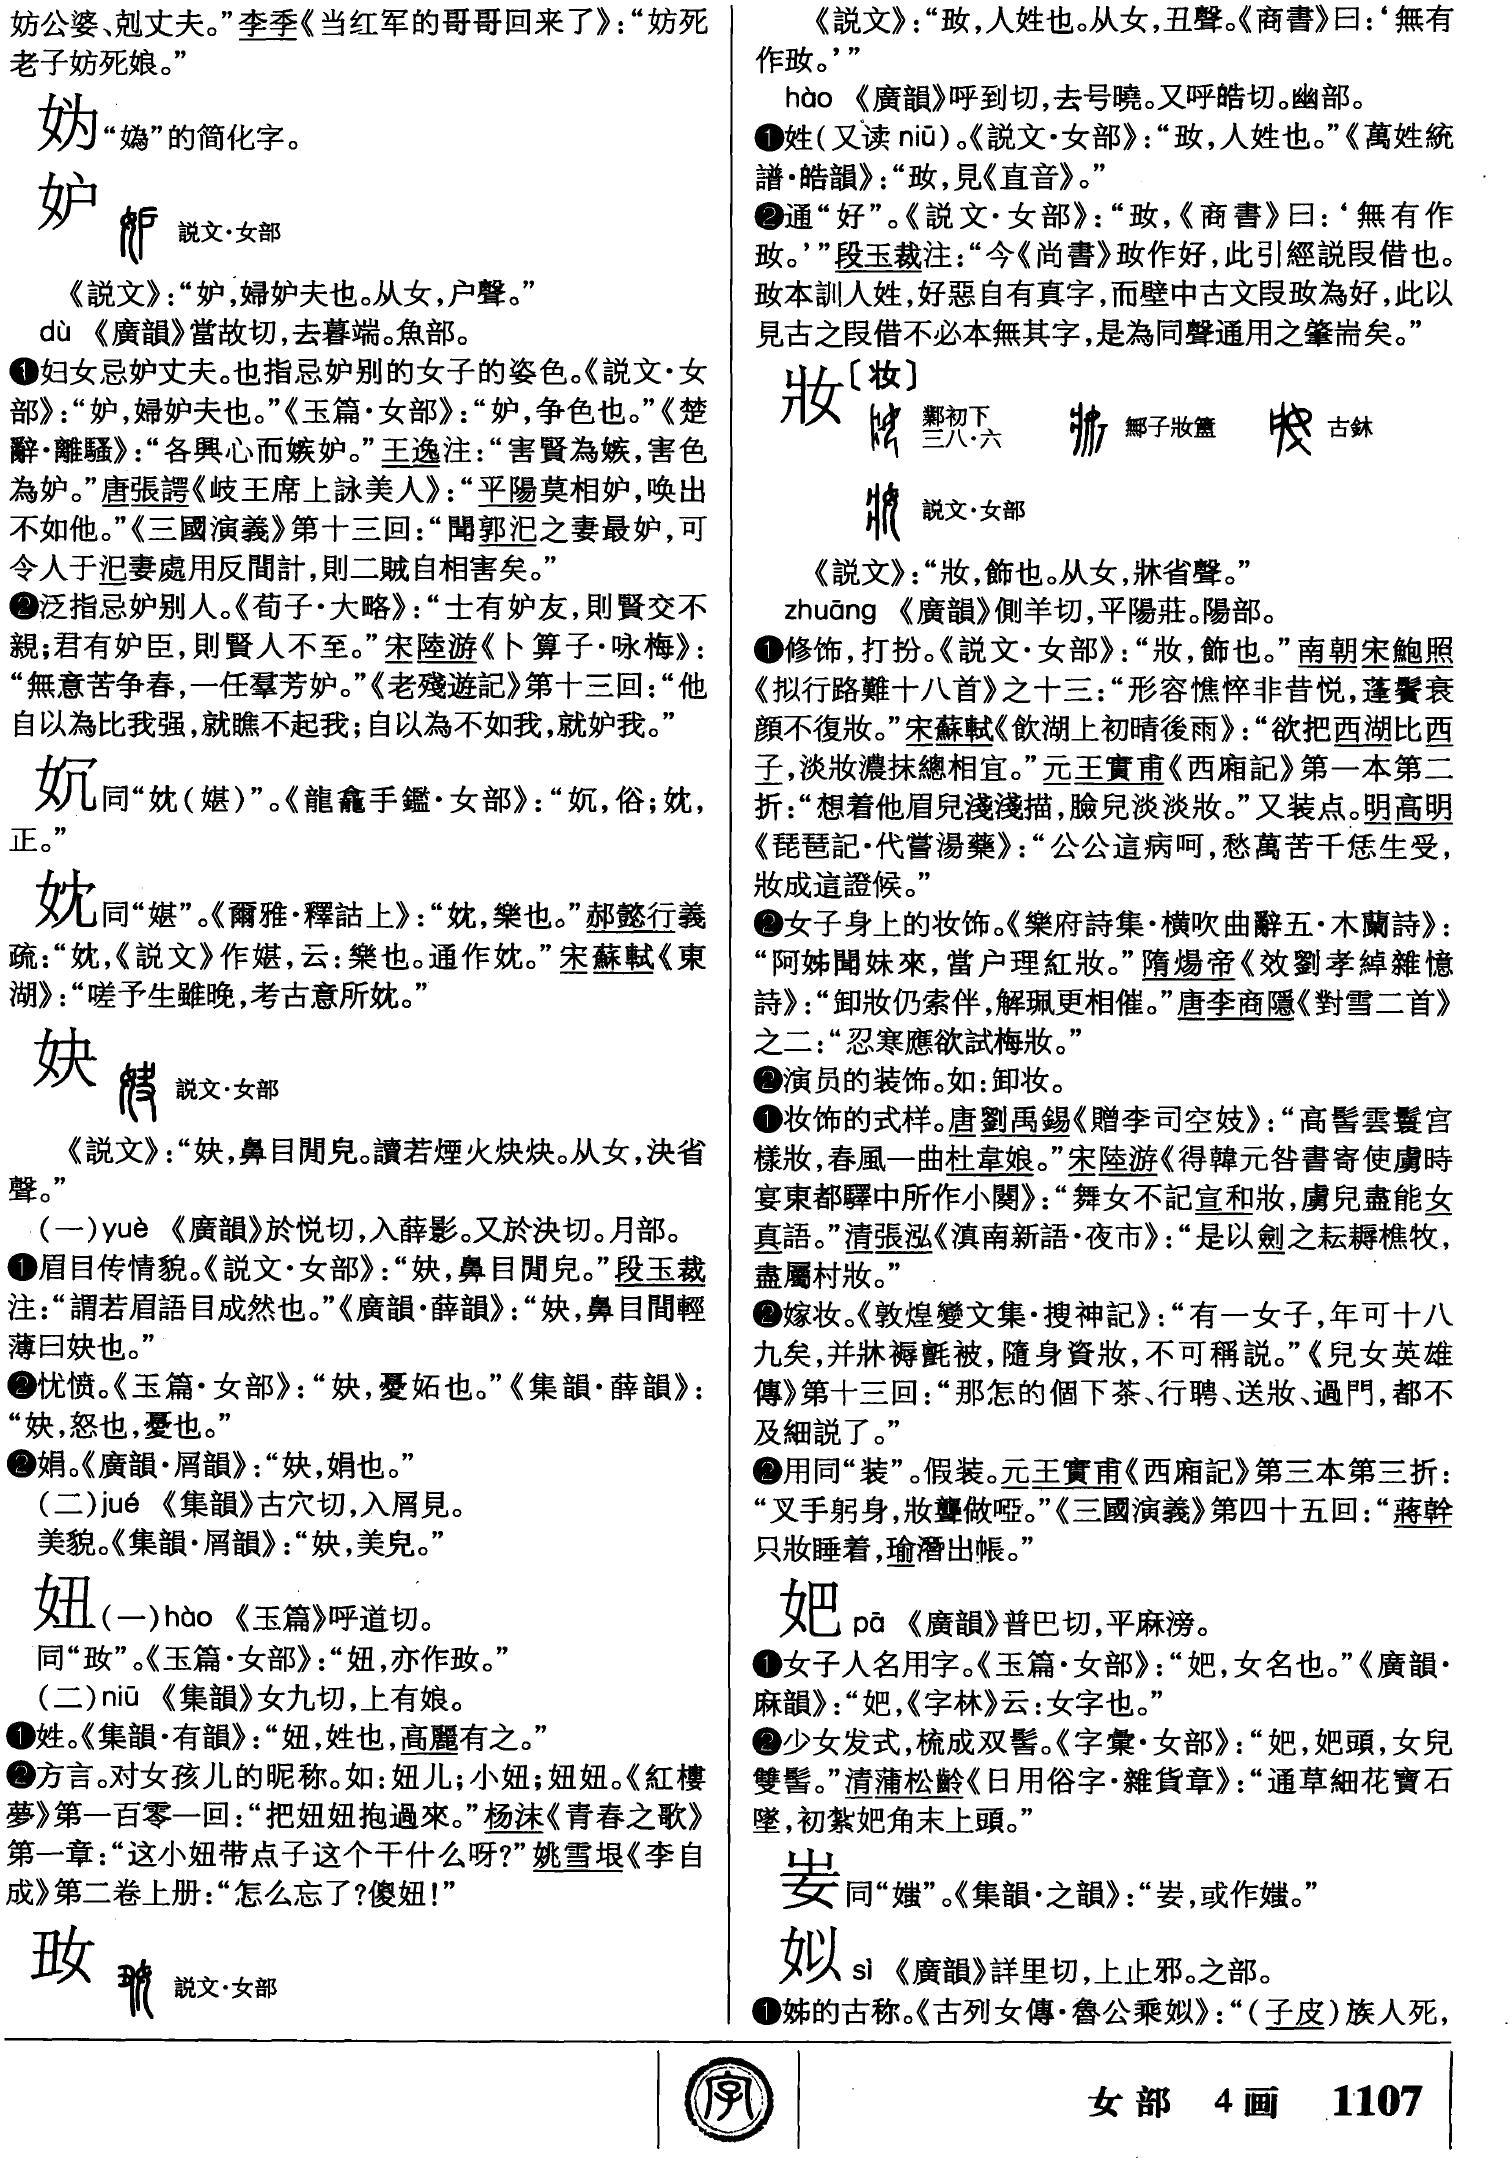 妨公婆、剋丈夫。”李季《当红军的哥哥回来了》：“妨死
老子妨死娘。”
妫“嬀”的简化字。
妒
説文·女部
《説文》：“妒，婦妒夫也。从女，户聲。”
dù 《廣韻》當故切，去暮端。魚部。
❶妇女忌妒丈夫。也指忌妒别的女子的姿色。《説文·女
部》：“妒，婦妒夫也。”《玉篇·女部》：“妒，争色也。”《楚
辭·離騷》：“各興心而嫉妒。”王逸注：“害賢為嫉，害色
為妒。”唐張諤《岐王席上詠美人》：“平陽莫相妒，唤出
不如他。”《三國演義》第十三回：“聞郭汜之妻最妒，可
令人于汜妻處用反間計，則二賊自相害矣。”
❷泛指忌妒别人。《荀子·大略》：“士有妒友，則賢交不
親；君有妒臣，則賢人不至。”宋陸游《卜算子·咏梅》：
“無意苦争春，一任羣芳妒。”《老殘遊記》第十三回：“他
自以為比我强，就瞧不起我；自以為不如我，就妒我。”
妔同“妉（媅）”。《龍龕手鑑·女部》：“妔，俗；妉，
正。”
妉同“媅”。《爾雅·釋詁上》：“妉，樂也。”郝懿行義
疏：“妉，《説文》作媅，云：樂也。通作妉。”宋蘇軾《東
湖》：“嗟予生雖晚，考古意所妉。”
妜
説文·女部
《説文》：“妜，鼻目閒皃。讀若煙火炔炔。从女，決省
聲。”
（一）yuè 《廣韻》於悦切，入薛影。又於決切。月部。
❶眉目传情貌。《説文·女部》：“妜，鼻目閒皃。”段玉裁
注：“謂若眉語目成然也。”《廣韻·薛韻》：“妜，鼻目間輕
薄曰妜也。”
❷忧愤。《玉篇·女部》：“妜，憂妬也。”《集韻·薛韻》：
“妜，怒也，憂也。”
❷娟。《廣韻·屑韻》：“妜，娟也。”
（二）jué 《集韻》古穴切，入屑見。
美貌。《集韻·屑韻》：“妜，美皃。”
妞（一）hào 《玉篇》呼道切。
同“㺿”。《玉篇·女部》：“妞，亦作㺿。”
（二）niū 《集韻》女九切，上有娘。
❶姓。《集韻·有韻》：“妞，姓也，高麗有之。”
❷方言。对女孩儿的昵称。如：妞儿；小妞；妞妞。《紅樓
夢》第一百零一回：“把妞妞抱過來。”杨沫《青春之歌》
第一章：“这小妞带点子这个干什么呀？”姚雪垠《李自
成》第二卷上册：“怎么忘了？傻妞！”
説文·女部
《説文》：“，人姓也。从女，丑聲。《商書》曰：‘無有
作。’”
hào 《廣韻》呼到切，去号曉。又呼皓切。幽部。
❶姓（又读niū）。《説文·女部》：“，人姓也。”《萬姓統
譜·皓韻》：“，見《直音》。”
❷通“好”。《説文·女部》：“，《商書》曰：‘無有作
。’”段玉裁注：“今《尚書》作好，此引經説叚借也。
本訓人姓，好惡自有真字，而壁中古文叚為好，此以
見古之叚借不必本無其字，是為同聲通用之肇耑矣。”
妝〔妆〕
鄴初下
三八·六
鄳子妝簠
古鉥
説文·女部
《説文》：“妝，飾也。从女，牀省聲。”
zhuāng 《廣韻》側羊切，平陽莊。陽部。
❶修饰，打扮。《説文·女部》：“妝，飾也。”南朝宋鮑照
《拟行路難十八首》之十三：“形容憔悴非昔悦，蓬鬢衰
顔不復妝。”宋蘇軾《飲湖上初晴後雨》：“欲把西湖比西
子，淡妝濃抹總相宜。”元王實甫《西廂記》第一本第二
折：“想着他眉兒淺淺描，臉兒淡淡妝。”又装点。明高明
《琵琶記·代嘗湯藥》：“公公這病呵，愁萬苦千恁生受，
妝成這證候。”
❷女子身上的妆饰。《樂府詩集·横吹曲辭五·木蘭詩》：
“阿姊聞妹來，當户理紅妝。”隋煬帝《效劉孝綽雜憶
詩》：“卸妝仍索伴，解珮更相催。”唐李商隱《對雪二首》
之二：“忍寒應欲試梅妝。”
❷演员的装饰。如：卸妆。
❶妆饰的式样。唐劉禹錫《贈李司空妓》：“高髻雲鬟宫
樣妝，春風一曲杜韋娘。”宋陸游《得韓元咎書寄使虜時
宴東都驛中所作小闋》：“舞女不記宣和妝，虜兒盡能女
真語。”清張泓《滇南新語·夜市》：“是以劍之耘耨樵牧，
盡屬村妝。”
❷嫁妆。《敦煌變文集·搜神記》：“有一女子，年可十八
九矣，并牀褥氈被，隨身資妝，不可稱説。”《兒女英雄
傳》第十三回：“那怎的個下茶、行聘、送妝、過門，都不
及細説了。”
❷用同“装”。假装。元王實甫《西廂記》第三本第三折：
“叉手躬身，妝聾做啞。”《三國演義》第四十五回：“蔣幹
只妝睡着，瑜潛出帳。”
妑 pā 《廣韻》普巴切，平麻滂。
❶女子人名用字。《玉篇·女部》：“妑，女名也。”《廣韻·
麻韻》：“妑，《字林》云：女字也。”
❷少女发式，梳成双髻。《字彙·女部》：“妑，妑頭，女兒
雙髻。”清蒲松齡《日用俗字·雜貨章》：“通草細花寶石
墜，初紮妑角末上頭。”
妛同“媸”。《集韻·之韻》：“妛，或作媸。”
姒 sì 《廣韻》詳里切，上止邪。之部。
❶姊的古称。《古列女傳·魯公乘姒》：“（子皮）族人死，
字
女部 4画 1107